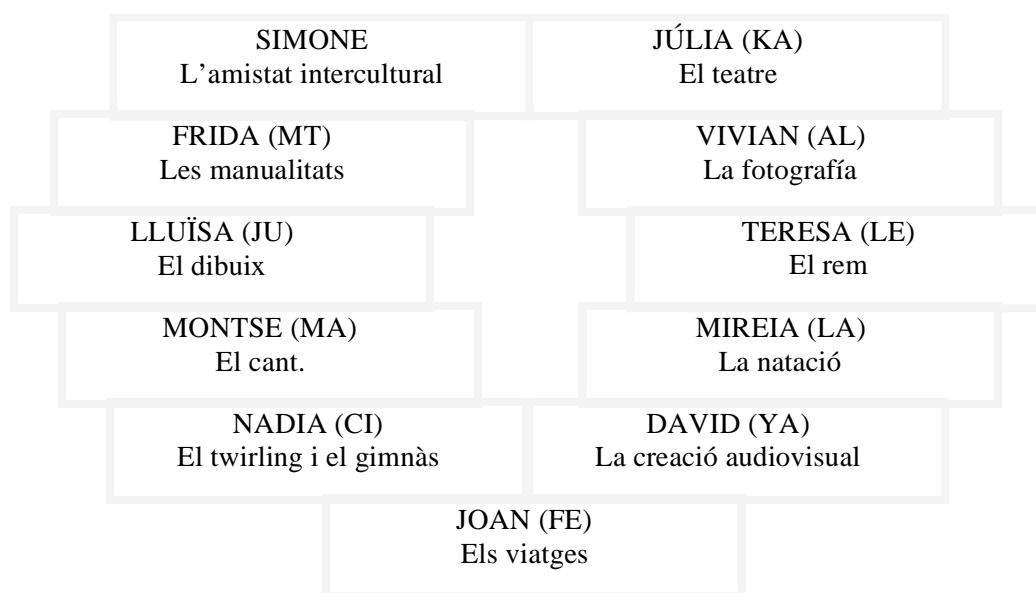 SIMONE
L’amistat intercultural
JÚLIA (KA)
El teatre
FRIDA (MT)
Les manualitats
VIVIAN (AL)
La fotografía
LLUÏSA (JU)
El dibuix
TERESA (LE)
El rem
MONTSE (MA)
El cant.
MIREIA (LA)
La natació
NADIA (CI)
El twirling i el gimnàs
DAVID (YA)
La creació audiovisual
JOAN (FE)
Els viatges